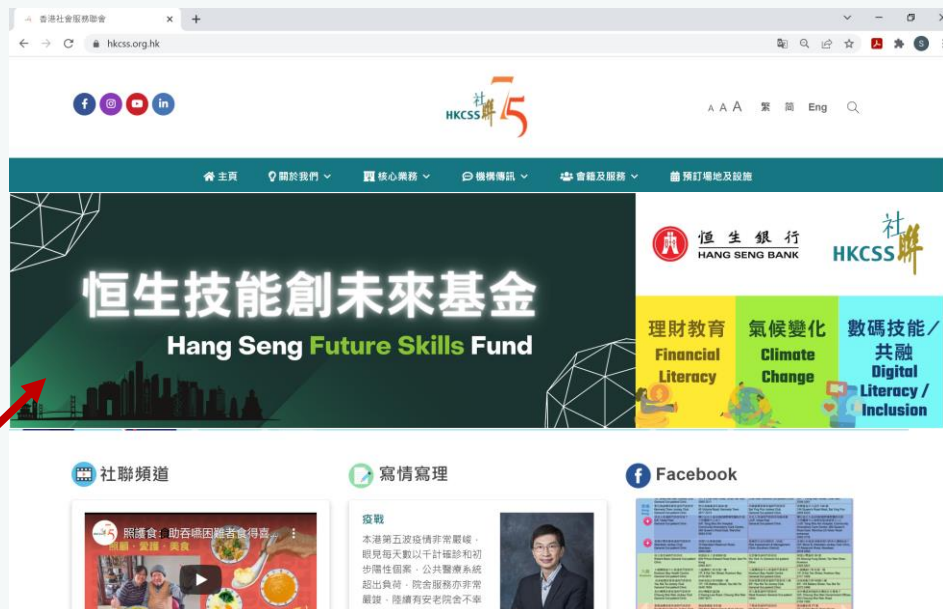 香港社會服務聯會
hkcss.org.hk
S
社聯
HKCSS
75
A A A 繁 简 Eng
主頁 關於我們 核心業務 機構傳訊 會籍及服務 預訂場地及設施
恒生技能創未來基金
Hang Seng Future Skills Fund
恒生銀行
HANG SENG BANK
社聯
HKCSS
理財教育
Financial
Literacy
氣候變化
Climate
Change
數碼技能/
共融
Digital
Literacy /
Inclusion
社聯頻道
寫情寫理
Facebook
照護食：助吞嚥困難者食得喜...
照顧·愛護·美食
疫戰
本港第五波疫情非常嚴峻，
眼見每天數以千計確診和初
步陽性個案，公共醫療系統
超出負荷，院舍服務亦非常
嚴竣，陸續有安老院舍不幸